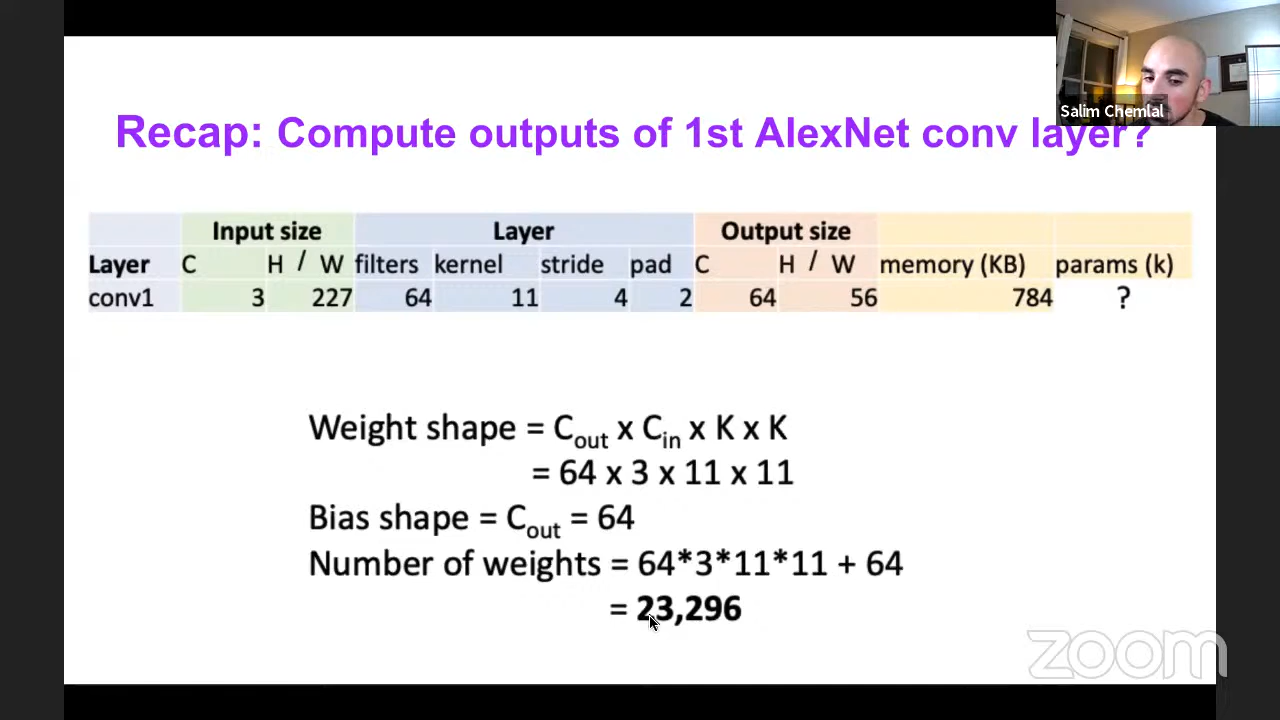 Salim Chemlal
Recap: Compute outputs of 1st AlexNet conv layer?
Input size Layer Output size
Layer C H / W filters kernel stride pad C H / W memory (KB) params (k)
conv1 3 227 64 11 4 2 64 56 784 ?
Weight shape = Cout x Cin x K x K
= 64 x 3 x 11 x 11
Bias shape = Cout = 64
Number of weights = 64*3*11*11 + 64
= 23,296
zoom